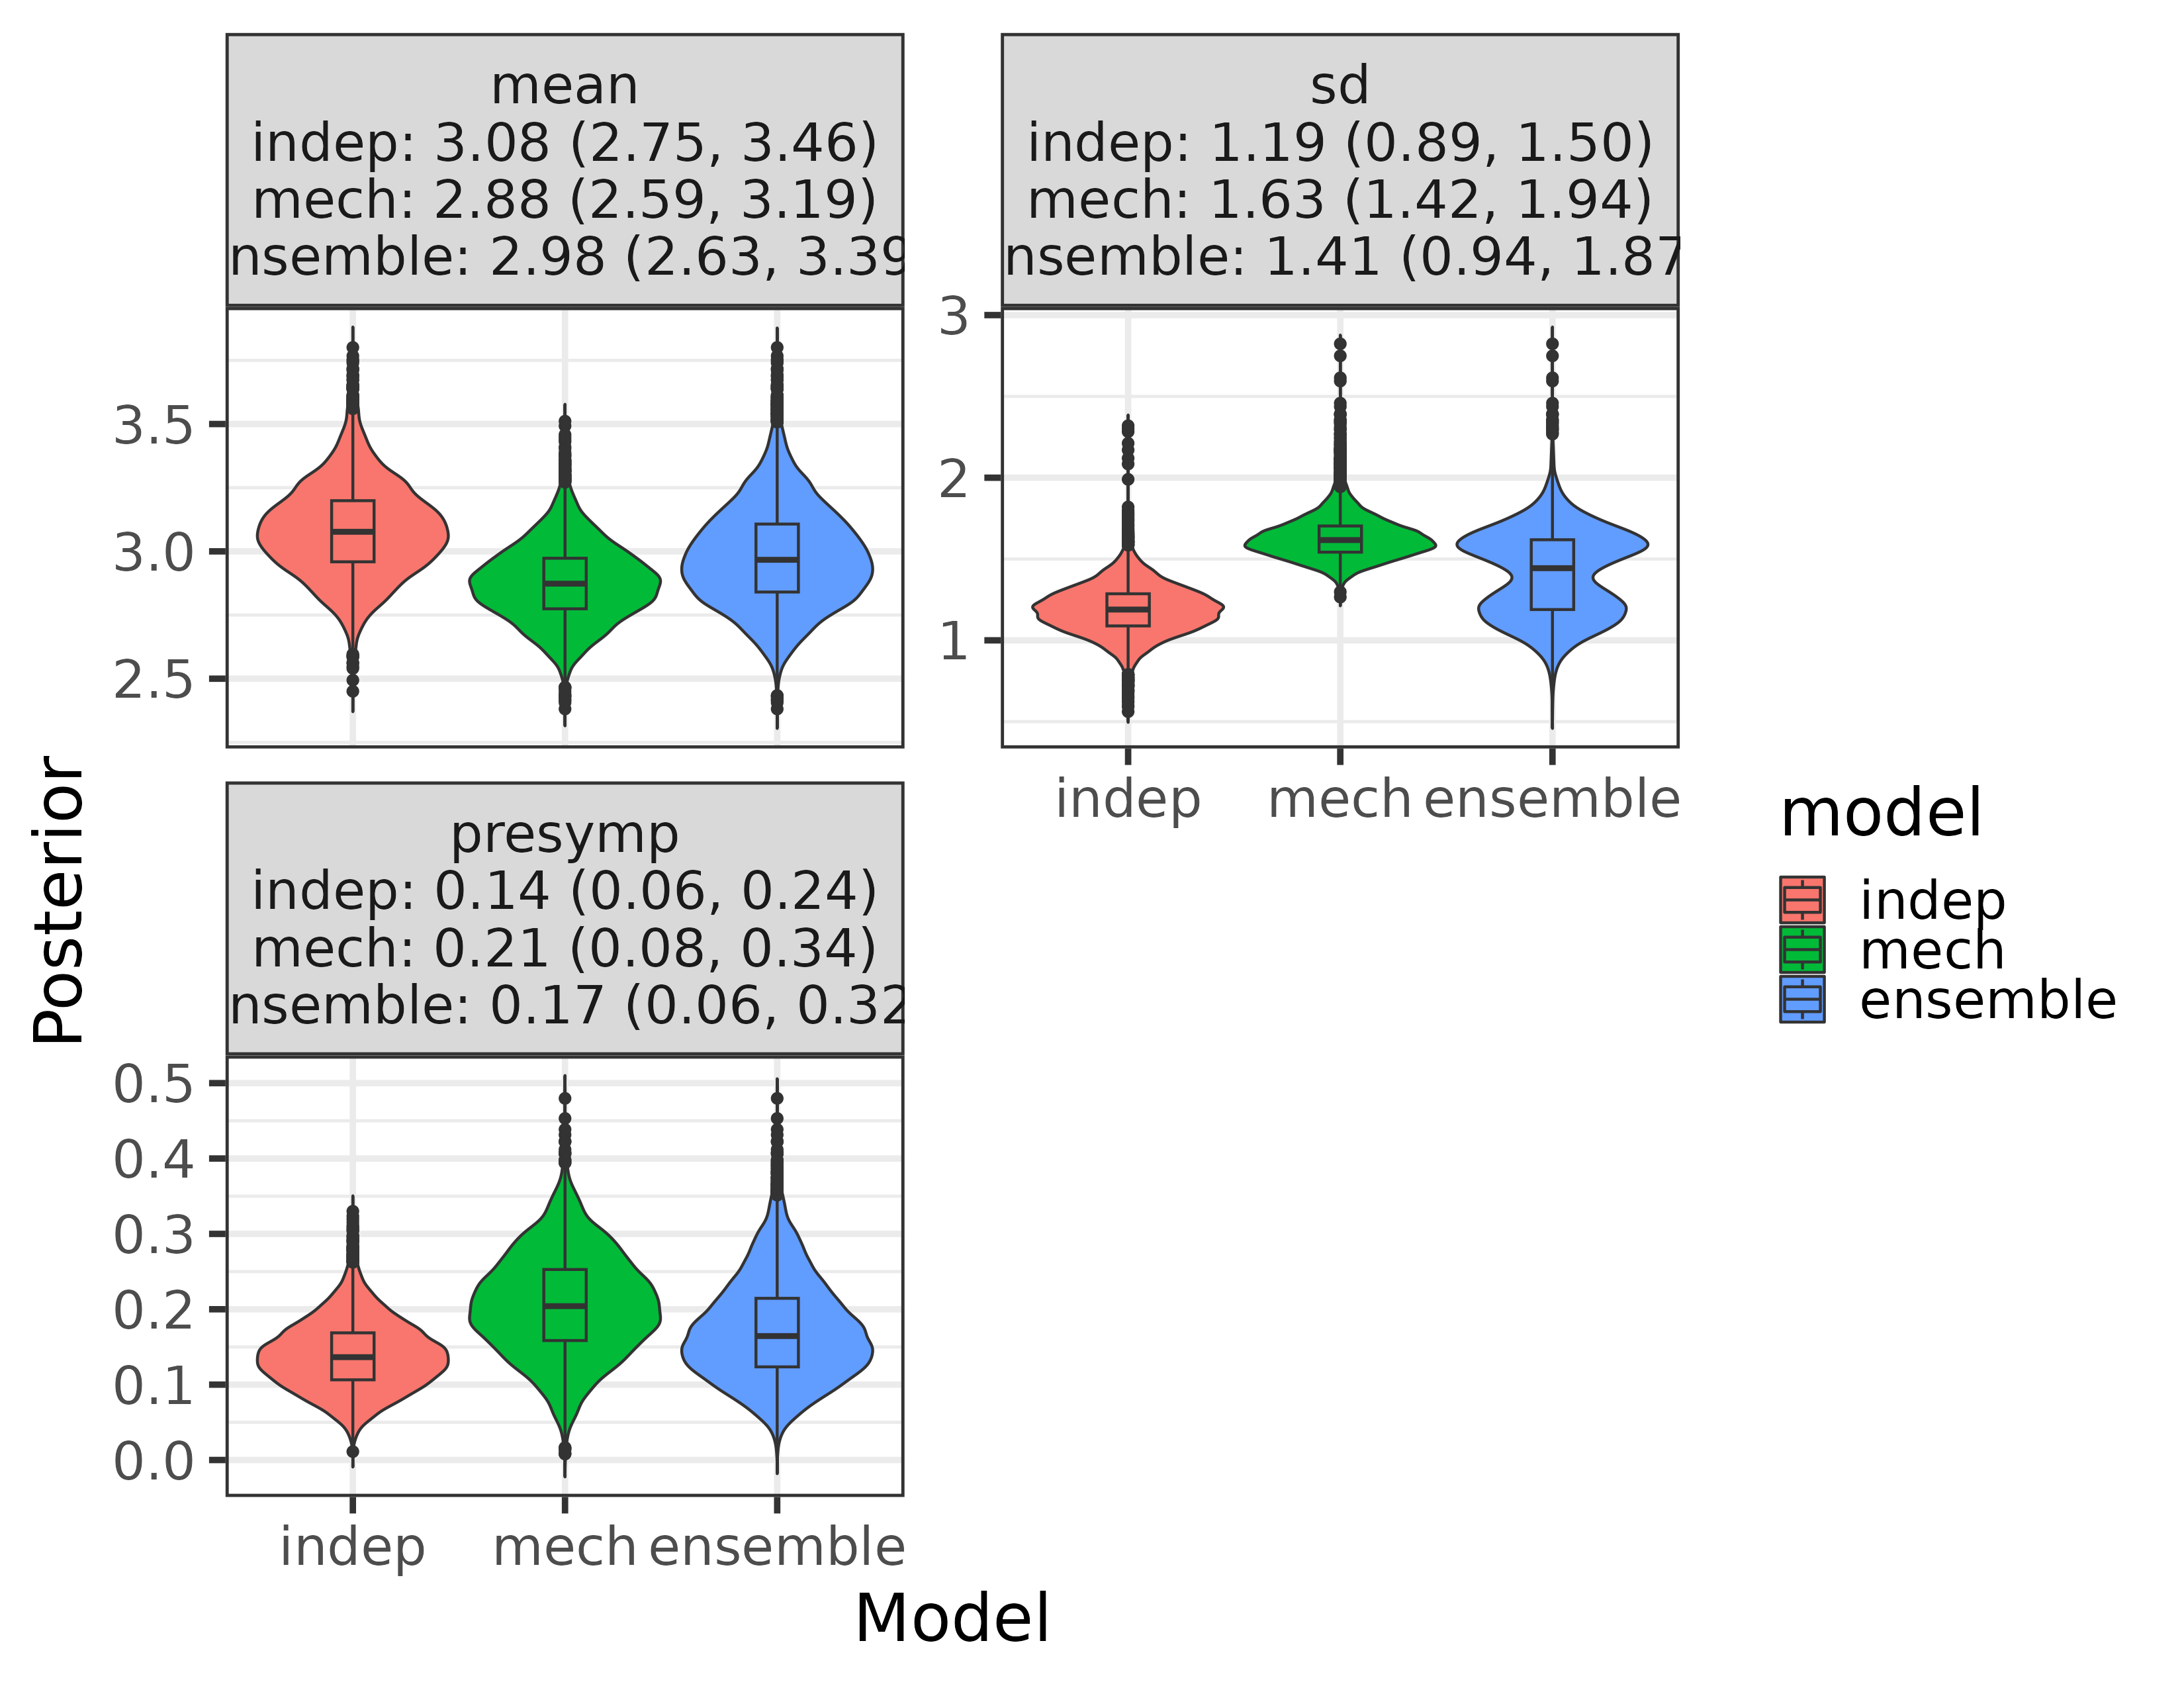 mean
indep: 3.08 (2.75, 3.46)
mech: 2.88 (2.59, 3.19)
nsemble: 2.98 (2.63, 3.39
sd
indep: 1.19 (0.89, 1.50)
mech: 1.63 (1.42, 1.94)
nsemble: 1.41 (0.94, 1.87
3.5
3.0
2.5
3
2
1
indep mech ensemble
presymp
indep: 0.14 (0.06, 0.24)
mech: 0.21 (0.08, 0.34)
nsemble: 0.17 (0.06, 0.32
0.5
0.4
0.3
0.2
0.1
0.0
indep mech ensemble
Posterior
Model
model
indep
mech
ensemble